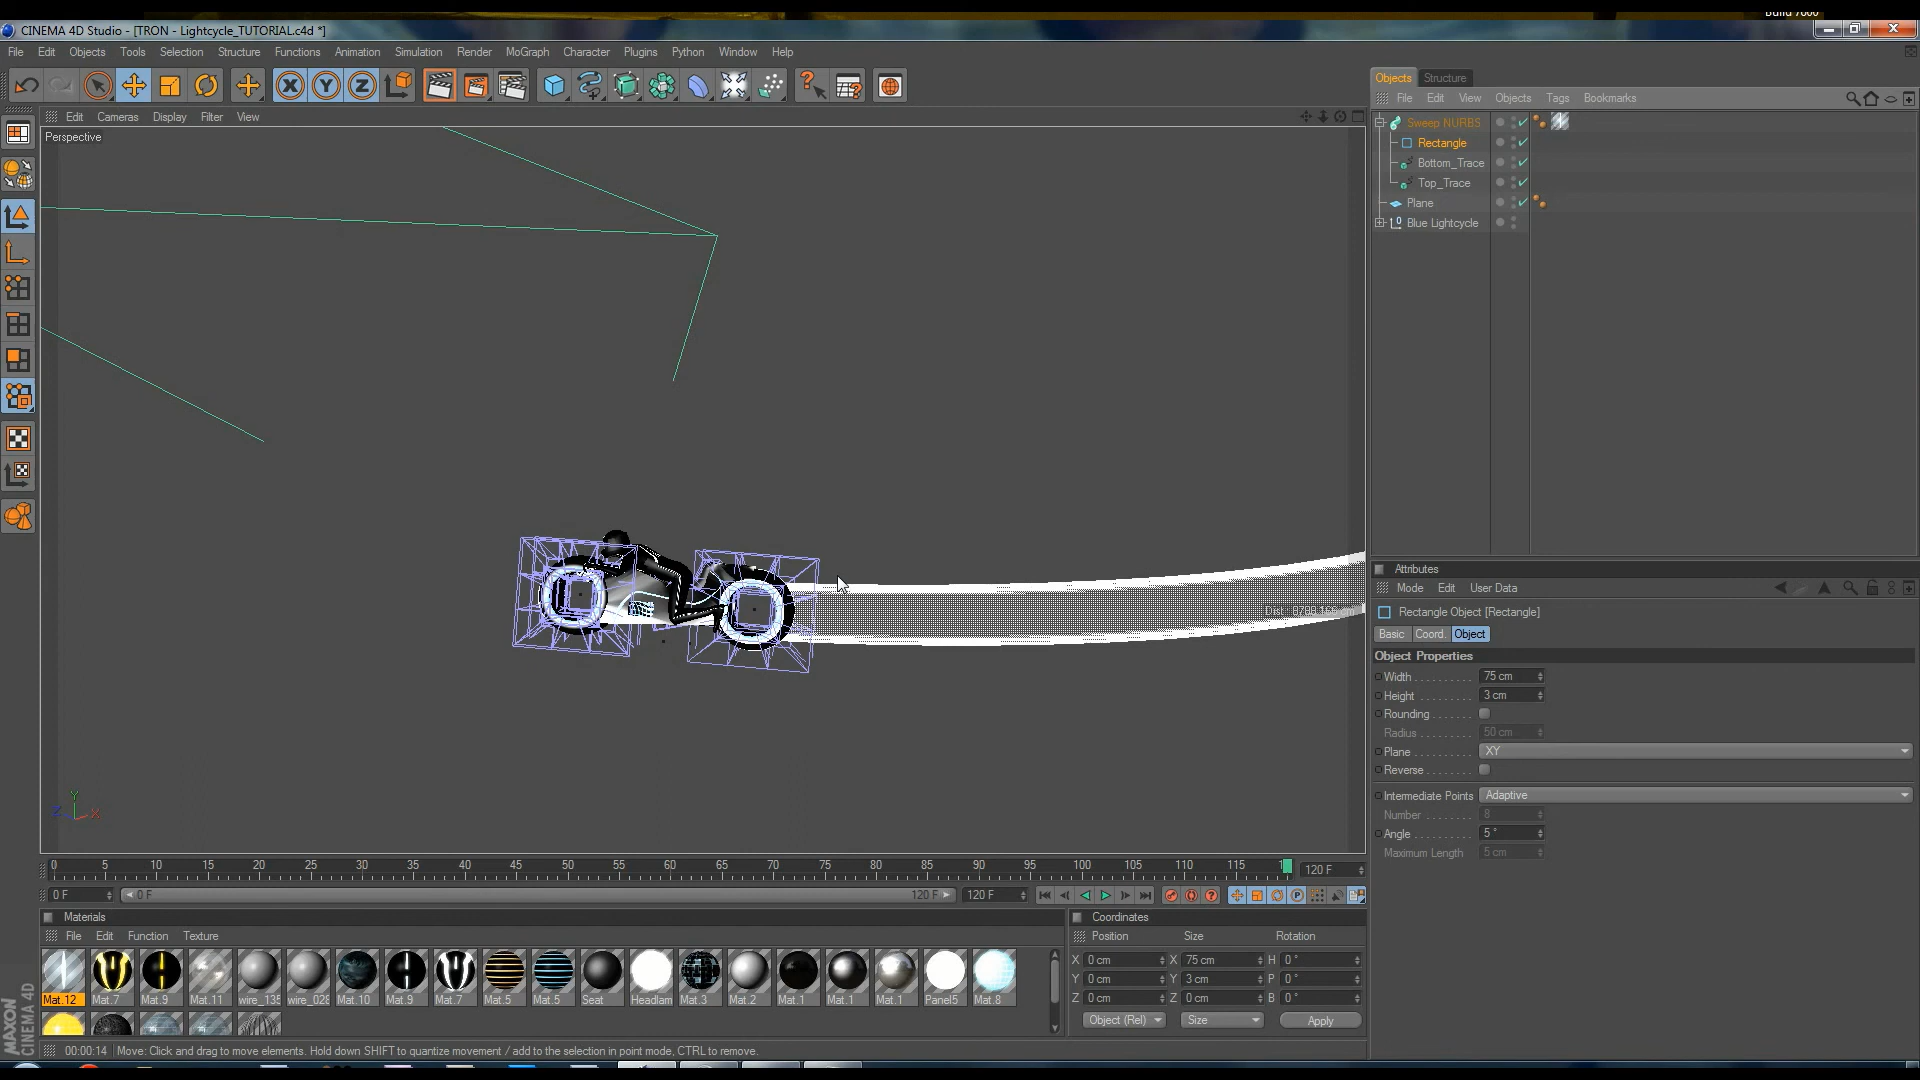 Build 7000
CINEMA 4D Studio - [TRON - Lightcycle_TUTORIAL.c4d *]
File Edit Objects Tools Selection Structure Functions Animation Simulation Render MoGraph Character Plugins Python Window Help
Objects Structure
File Edit View Objects Tags Bookmarks
Edit Cameras Display Filter View
Perspective
Sweep NURBS
Rectangle
Bottom_Trace
Top_Trace
Plane
Blue Lightcycle
Attributes
Mode Edit User Data
Rectangle Object [Rectangle]
Basic Coord. Object
Object Properties
Width 75 cm
Height 3 cm
Rounding
Radius 50 cm
Plane XY
Reverse
Intermediate Points Adaptive
Number 8
Angle 5 °
Maximum Length 5 cm
X
Y
Z
0 5 10 15 20 25 30 35 40 45 50 55 60 65 70 75 80 85 90 95 100 105 110 115 120 F
0 F 0 F 120 F 120 F
Materials
File Edit Function Texture
Mat.12 Mat.7 Mat.9 Mat.11 wire_135 wire_028 Mat.10 Mat.9 Mat.7 Mat.5 Mat.5 Seat Headlam Mat.3 Mat.2 Mat.1 Mat.1 Mat.1 Panel5 Mat.8
Coordinates
Position Size Rotation
X 0 cm X 75 cm H 0 °
Y 0 cm Y 3 cm P 0 °
Z 0 cm Z 0 cm B 0 °
Object (Rel) Size Apply
MAXON
CINEMA 4D
00:00:14 Move: Click and drag to move elements. Hold down SHIFT to quantize movement / add to the selection in point mode, CTRL to remove.